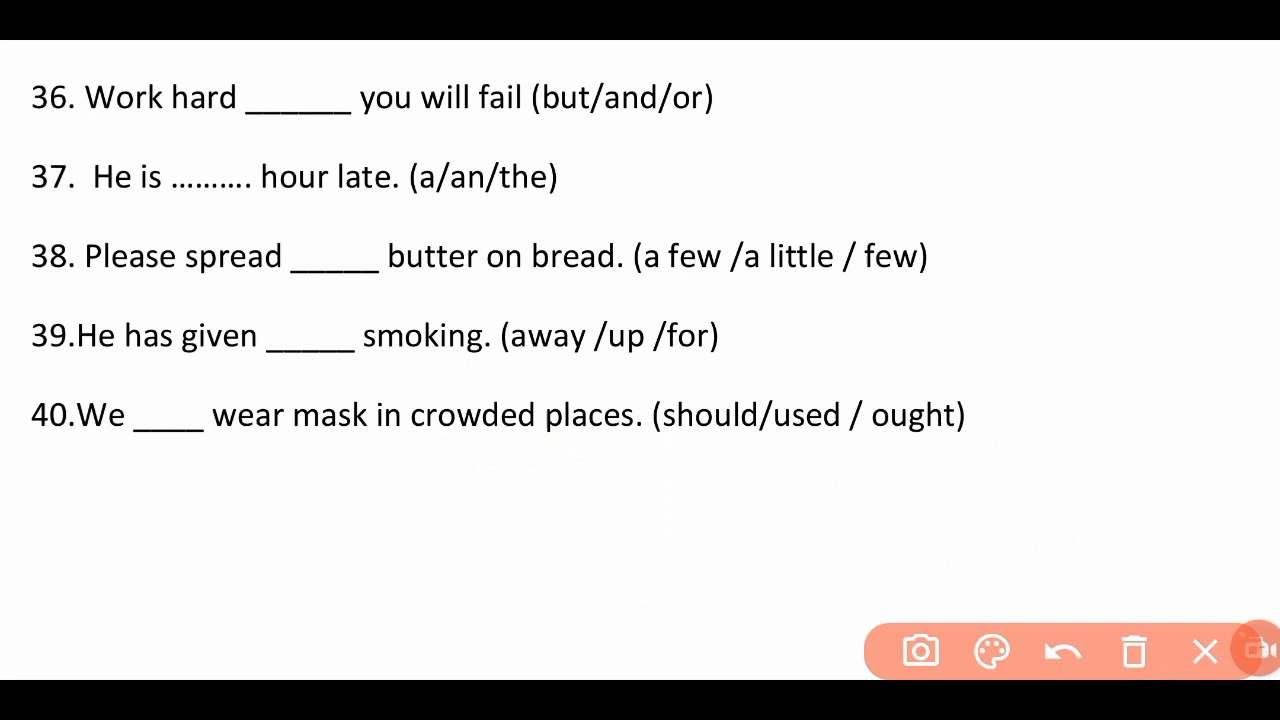 36. Work hard ______ you will fail (but/and/or)
37.  He is .......... hour late. (a/an/the)
38. Please spread _____ butter on bread. (a few /a little / few)
39.He has given _____ smoking. (away /up /for)
40.We ____ wear mask in crowded places. (should/used / ought)